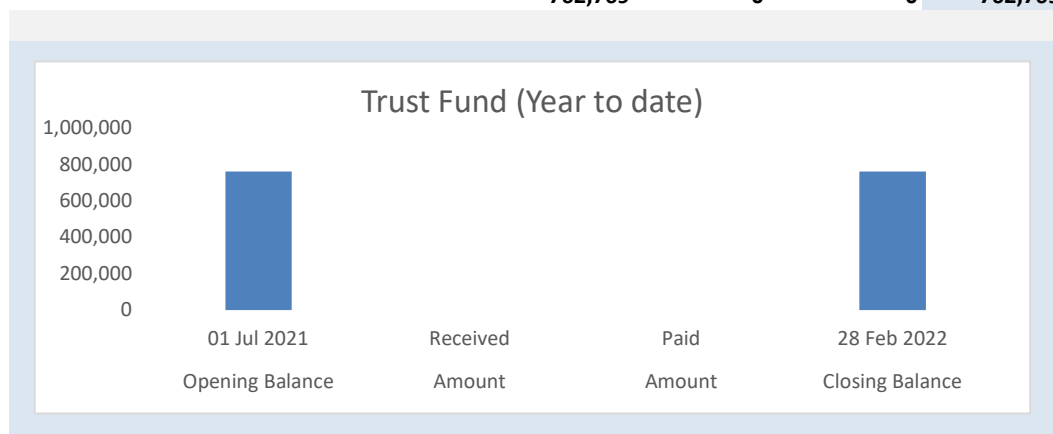 Trust Fund (Year to date)
1,000,000
800,000
600,000
400,000
200,000
0
01 Jul 2021 Received Paid 28 Feb 2022
Opening Balance Amount Amount Closing Balance